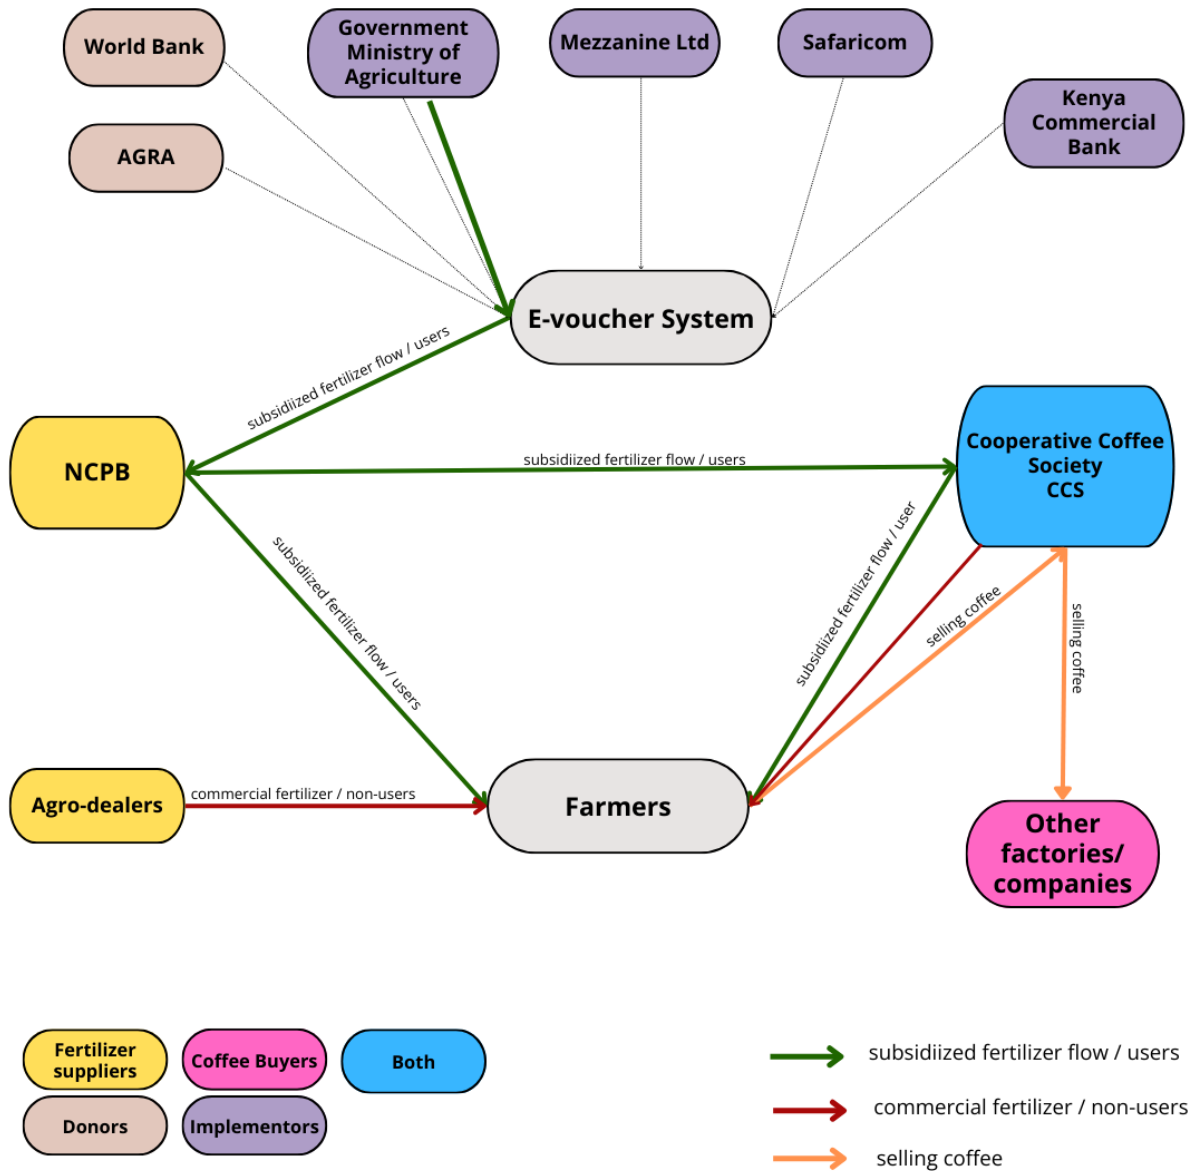 World Bank
Government
Ministry of
Agriculture
Mezzanine Ltd
Safaricom
Kenya
Commercial
Bank
AGRA
E-voucher System
subsidiized fertilizer flow / users
NCPB
subsidiized fertilizer flow / users
Cooperative Coffee
Society
CCS
subsidiized fertilizer flow / users
subsidiized fertilizer flow / user
selling coffee
selling coffee
Agro-dealers
commercial fertilizer / non-users
Farmers
Other
factories/
companies
Fertilizer
suppliers
Coffee Buyers
Both
Donors
Implementors
subsidiized fertilizer flow / users
commercial fertilizer / non-users
selling coffee